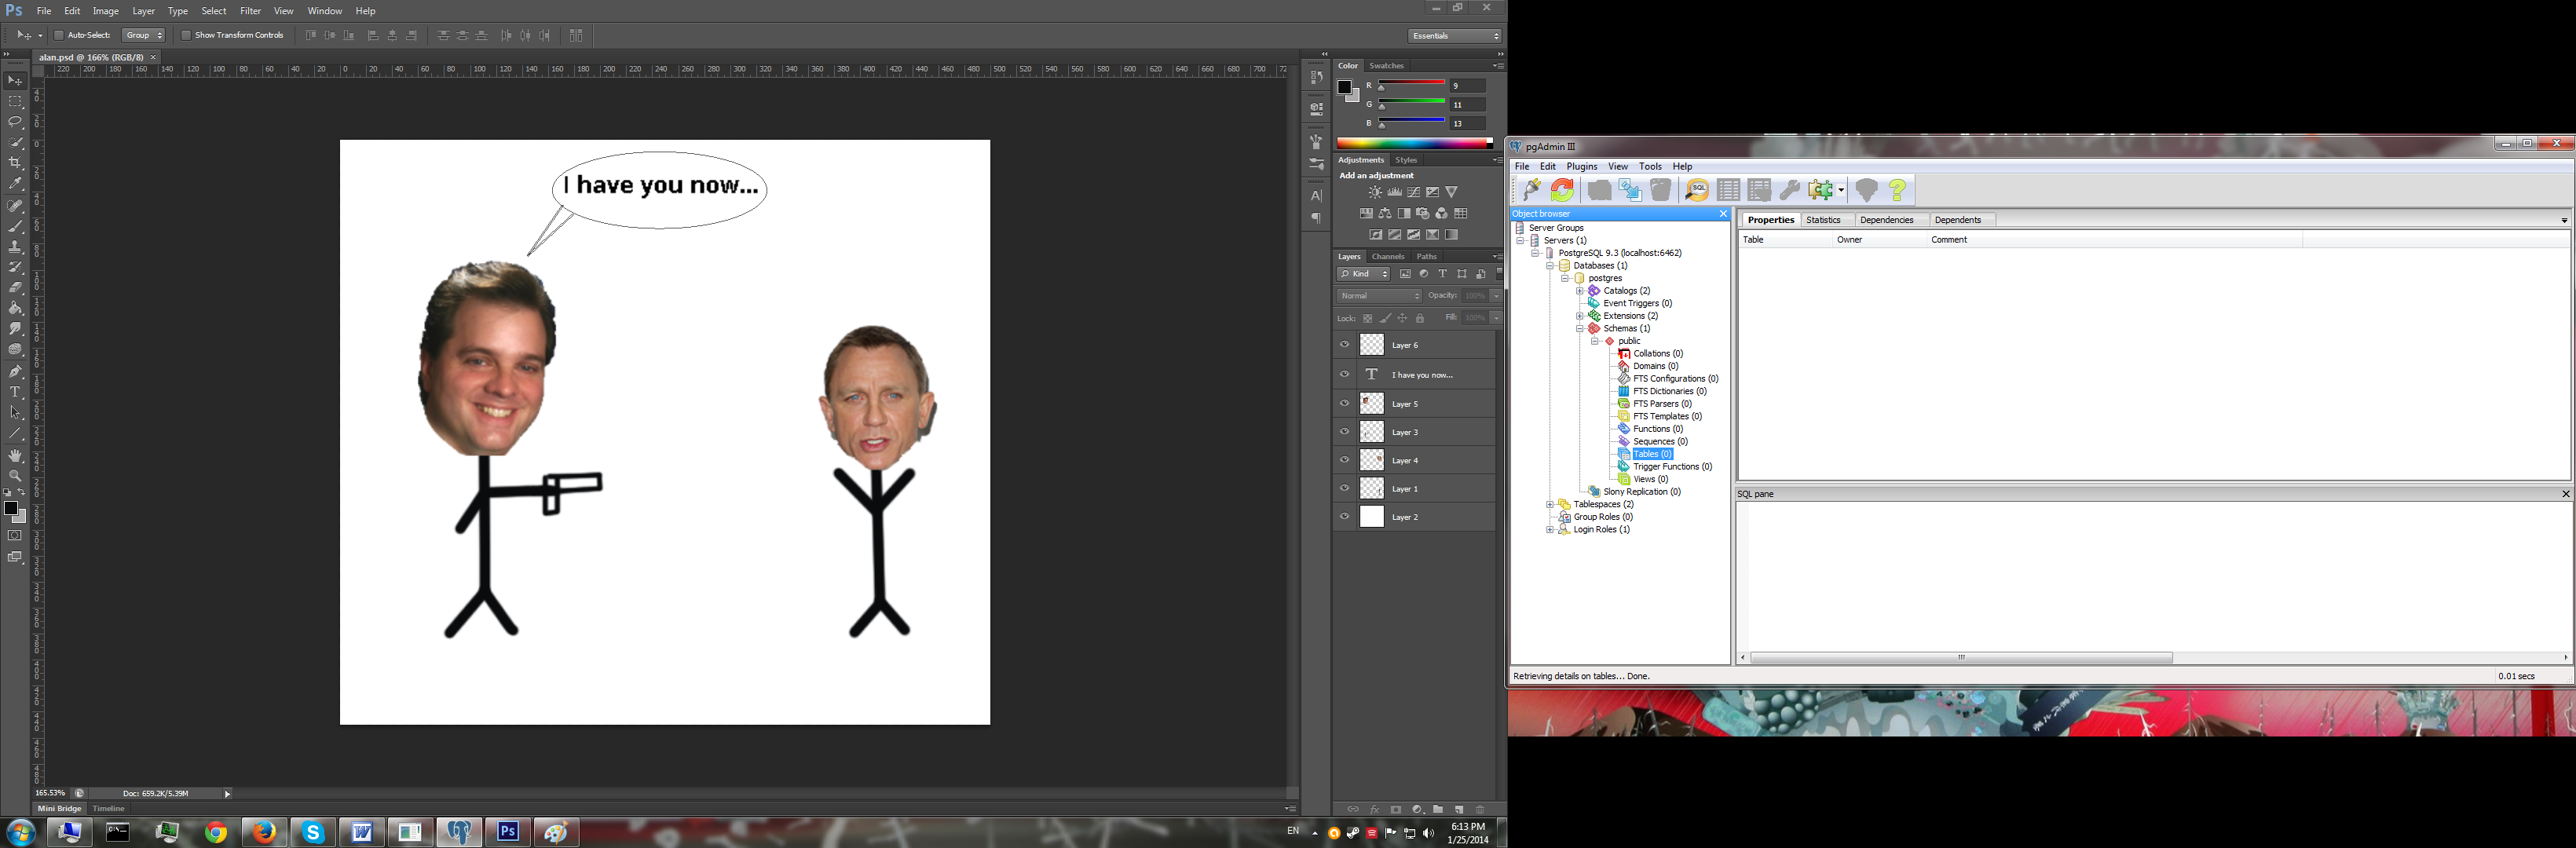 Ps File Edit Image Layer Type Select Filter View Window Help
Auto-Select: Group Show Transform Controls Essentials
alan.psd @ 166% (RGB/8) ×
I have you now...
165.53% Doc: 659.2K/5.39M
Mini Bridge Timeline
Color Swatches
R 9
G 11
B 13
Adjustments Styles
Add an adjustment
Layers Channels Paths
Kind
Normal Opacity: 100%
Lock: Fill: 100%
Layer 6
I have you now...
Layer 5
Layer 3
Layer 4
Layer 1
Layer 2
pgAdmin III
File Edit Plugins View Tools Help
SQL
Object browser
Server Groups
Servers (1)
PostgreSQL 9.3 (localhost:6462)
Databases (1)
postgres
Catalogs (2)
Event Triggers (0)
Extensions (2)
Schemas (1)
public
Collations (0)
Domains (0)
FTS Configurations (0)
FTS Dictionaries (0)
FTS Parsers (0)
FTS Templates (0)
Functions (0)
Sequences (0)
Tables (0)
Trigger Functions (0)
Views (0)
Slony Replication (0)
Tablespaces (2)
Group Roles (0)
Login Roles (1)
Properties Statistics Dependencies Dependents
Table Owner Comment
SQL pane
Retrieving details on tables... Done. 0.01 secs
EN
6:13 PM
1/25/2014